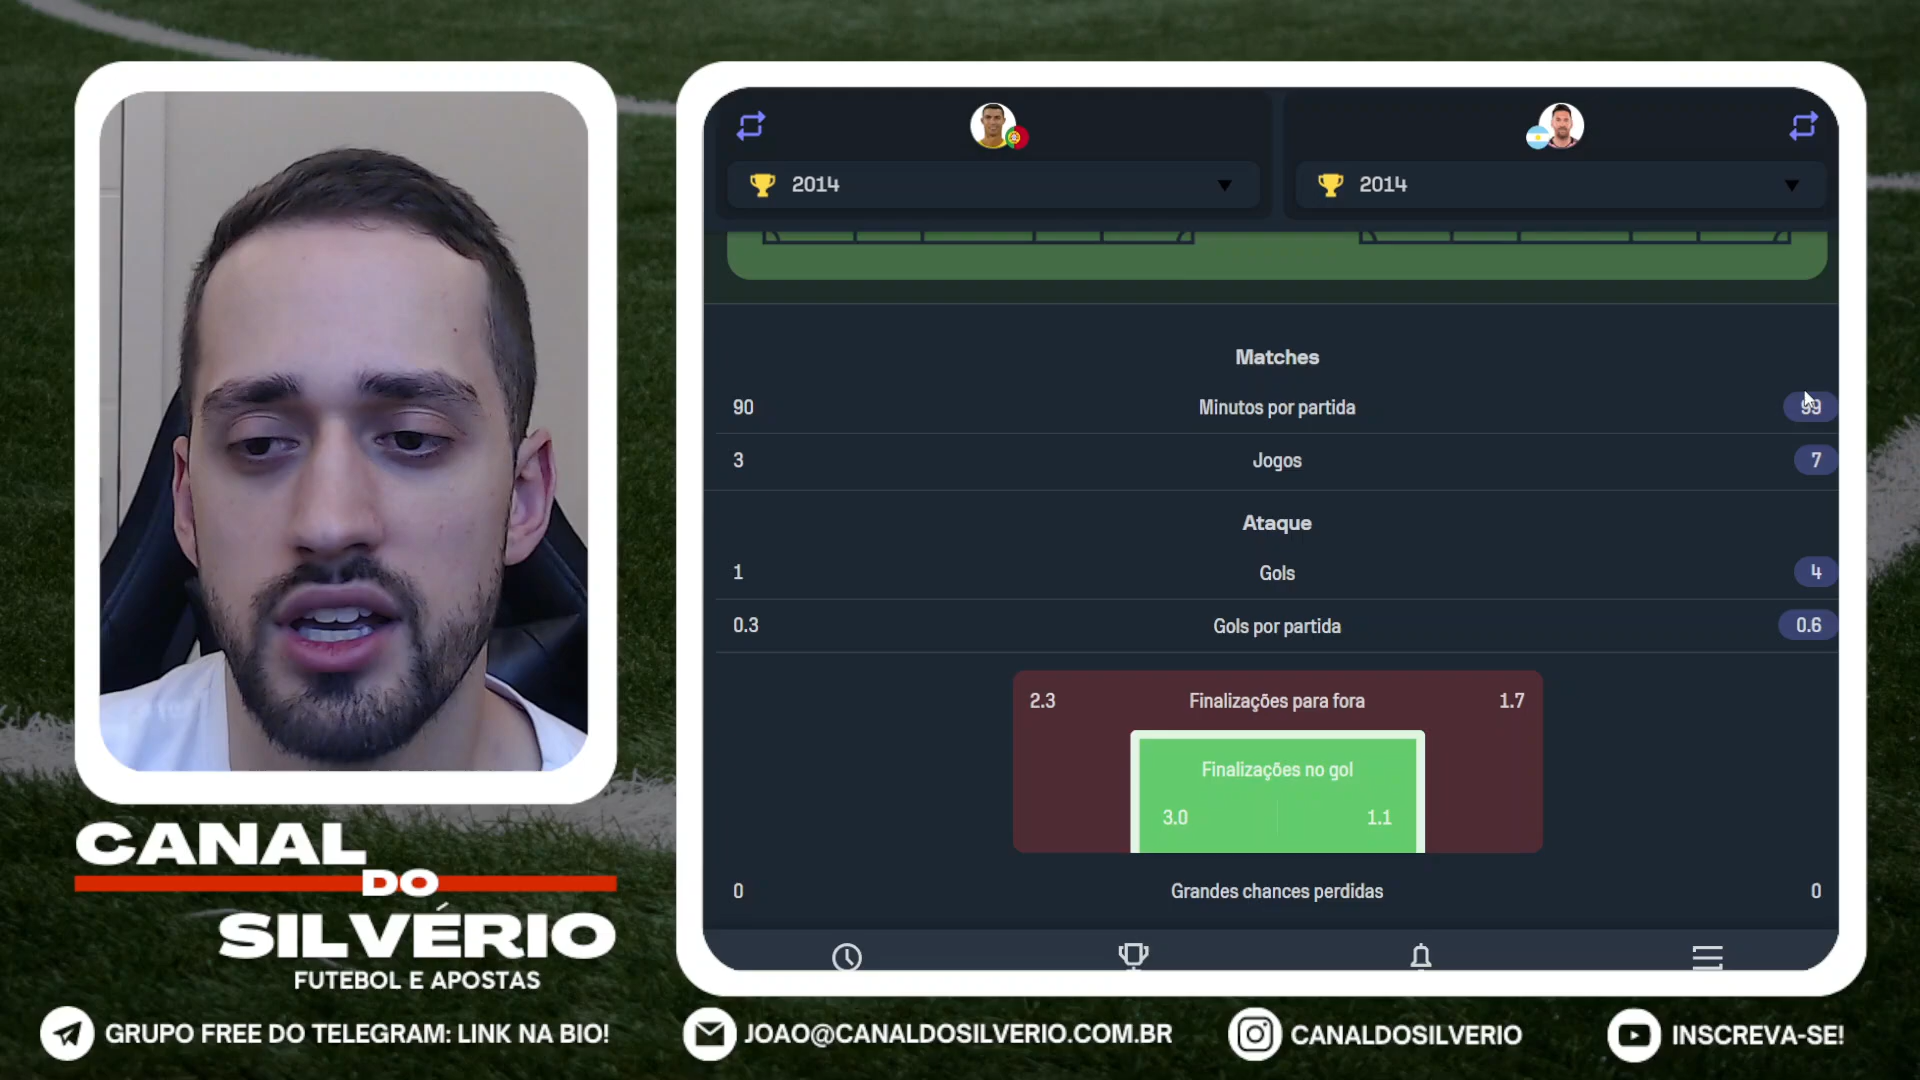 2014
2014
Matches
90 Minutos por partida 99
3 Jogos 7
Ataque
1 Gols 4
0.3 Gols por partida 0.6
2.3 Finalizações para fora 1.7
Finalizações no gol
3.0 1.1
0 Grandes chances perdidas 0
CANAL
DO
SILVÉRIO
FUTEBOL E APOSTAS
GRUPO FREE DO TELEGRAM: LINK NA BIO!
JOAO@CANALDOSILVERIO.COM.BR
CANALDOSILVERIO
INSCREVA-SE!